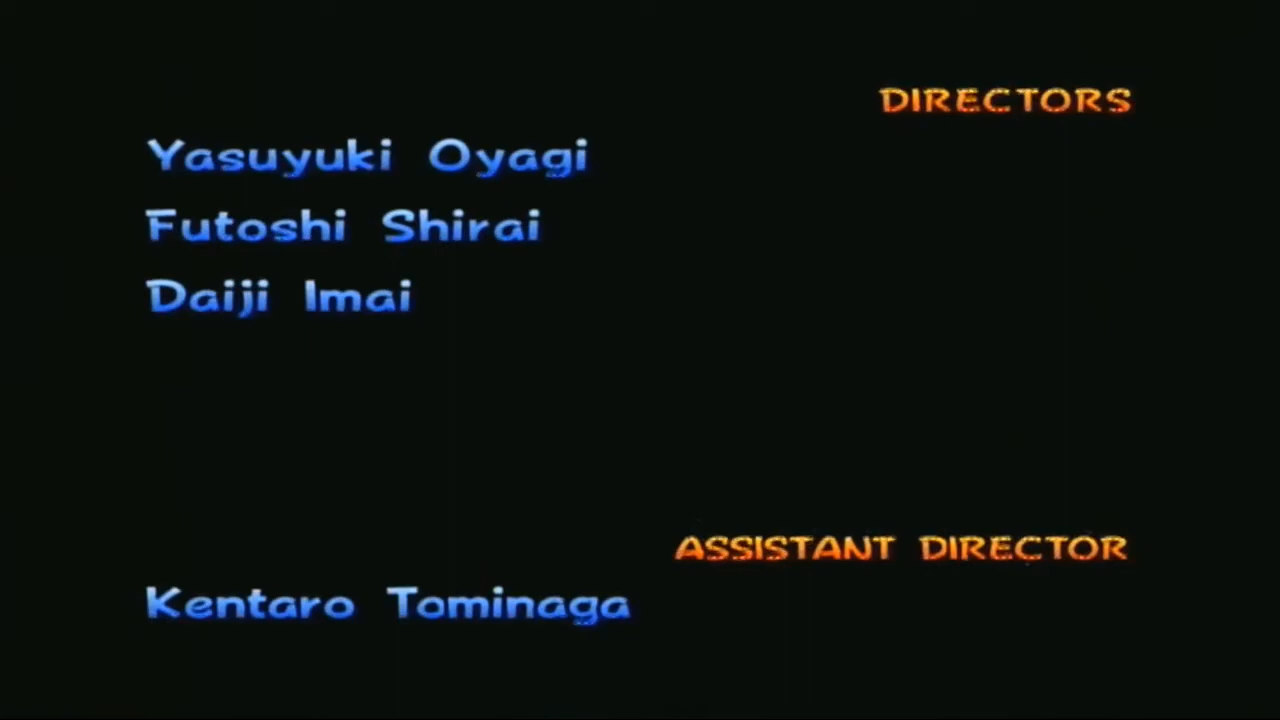 DIRECTORS
Yasuyuki Oyagi
Futoshi Shirai
Daiji Imai
ASSISTANT DIRECTOR
Kentaro Tominaga